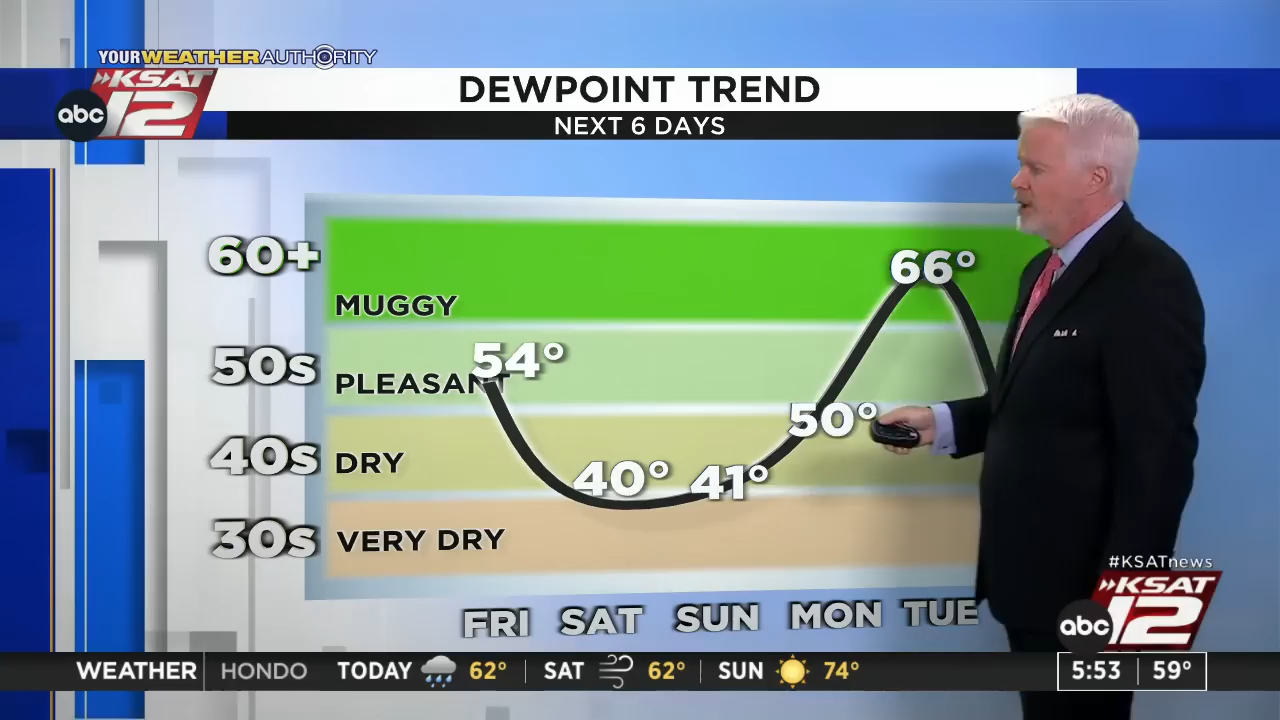 YOURWEATHERAUTHORITY
KSAT
abc 12
DEWPOINT TREND
NEXT 6 DAYS
60+
MUGGY
50s
PLEASANT
40s
DRY
30s
VERY DRY
54°
40°
41°
50°
66°
FRI SAT SUN MON TUE
#KSATnews
KSAT
abc 12
WEATHER HONDO TODAY 62° SAT 62° SUN 74° 5:53 59°